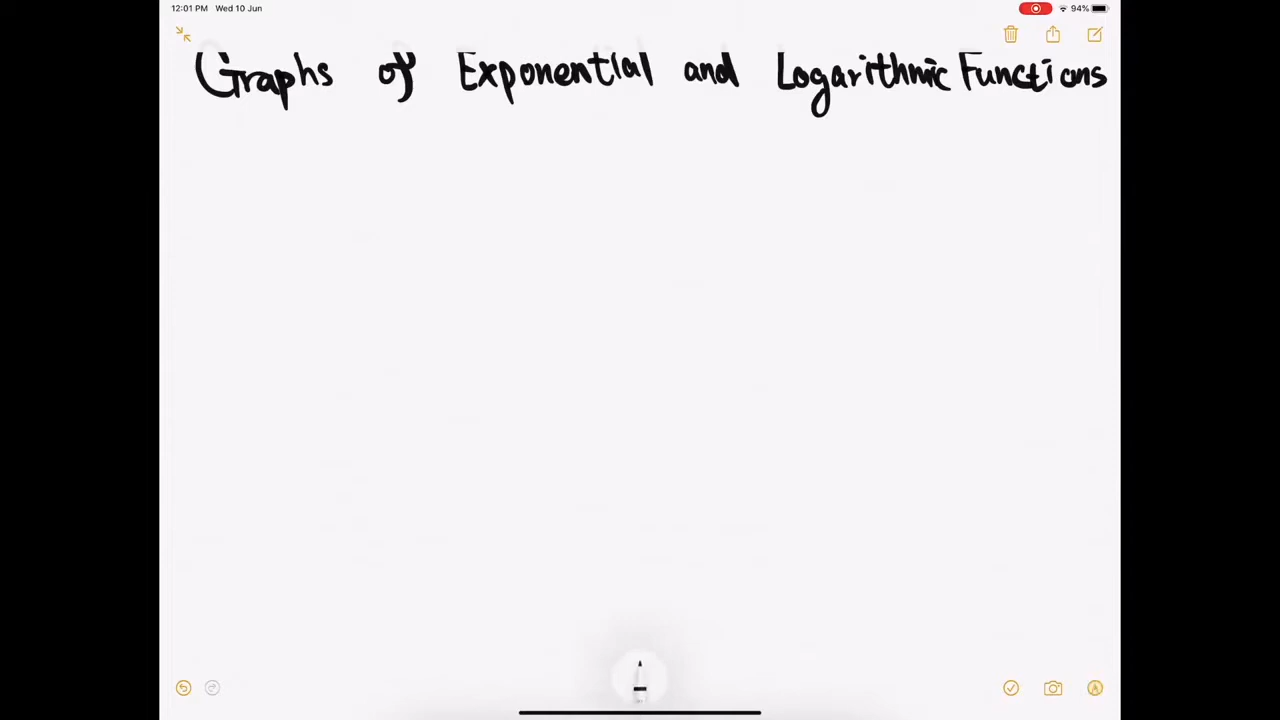 12:01 PM Wed 10 Jun 94%
Graphs of Exponential and Logarithmic Functions